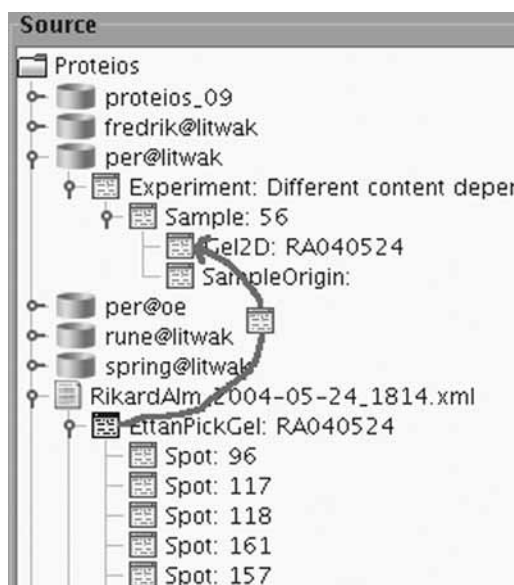 Source
Proteios
proteios_09
fredrik@litwak
per@litwak
Experiment: Different content deper
Sample: 56
Gel2D: RA040524
SampleOrigin:
per@oe
rune@litwak
spring@litwak
RikardAlm_2004-05-24_1814.xml
EttanPickGel: RA040524
Spot: 96
Spot: 117
Spot: 118
Spot: 161
Spot: 157